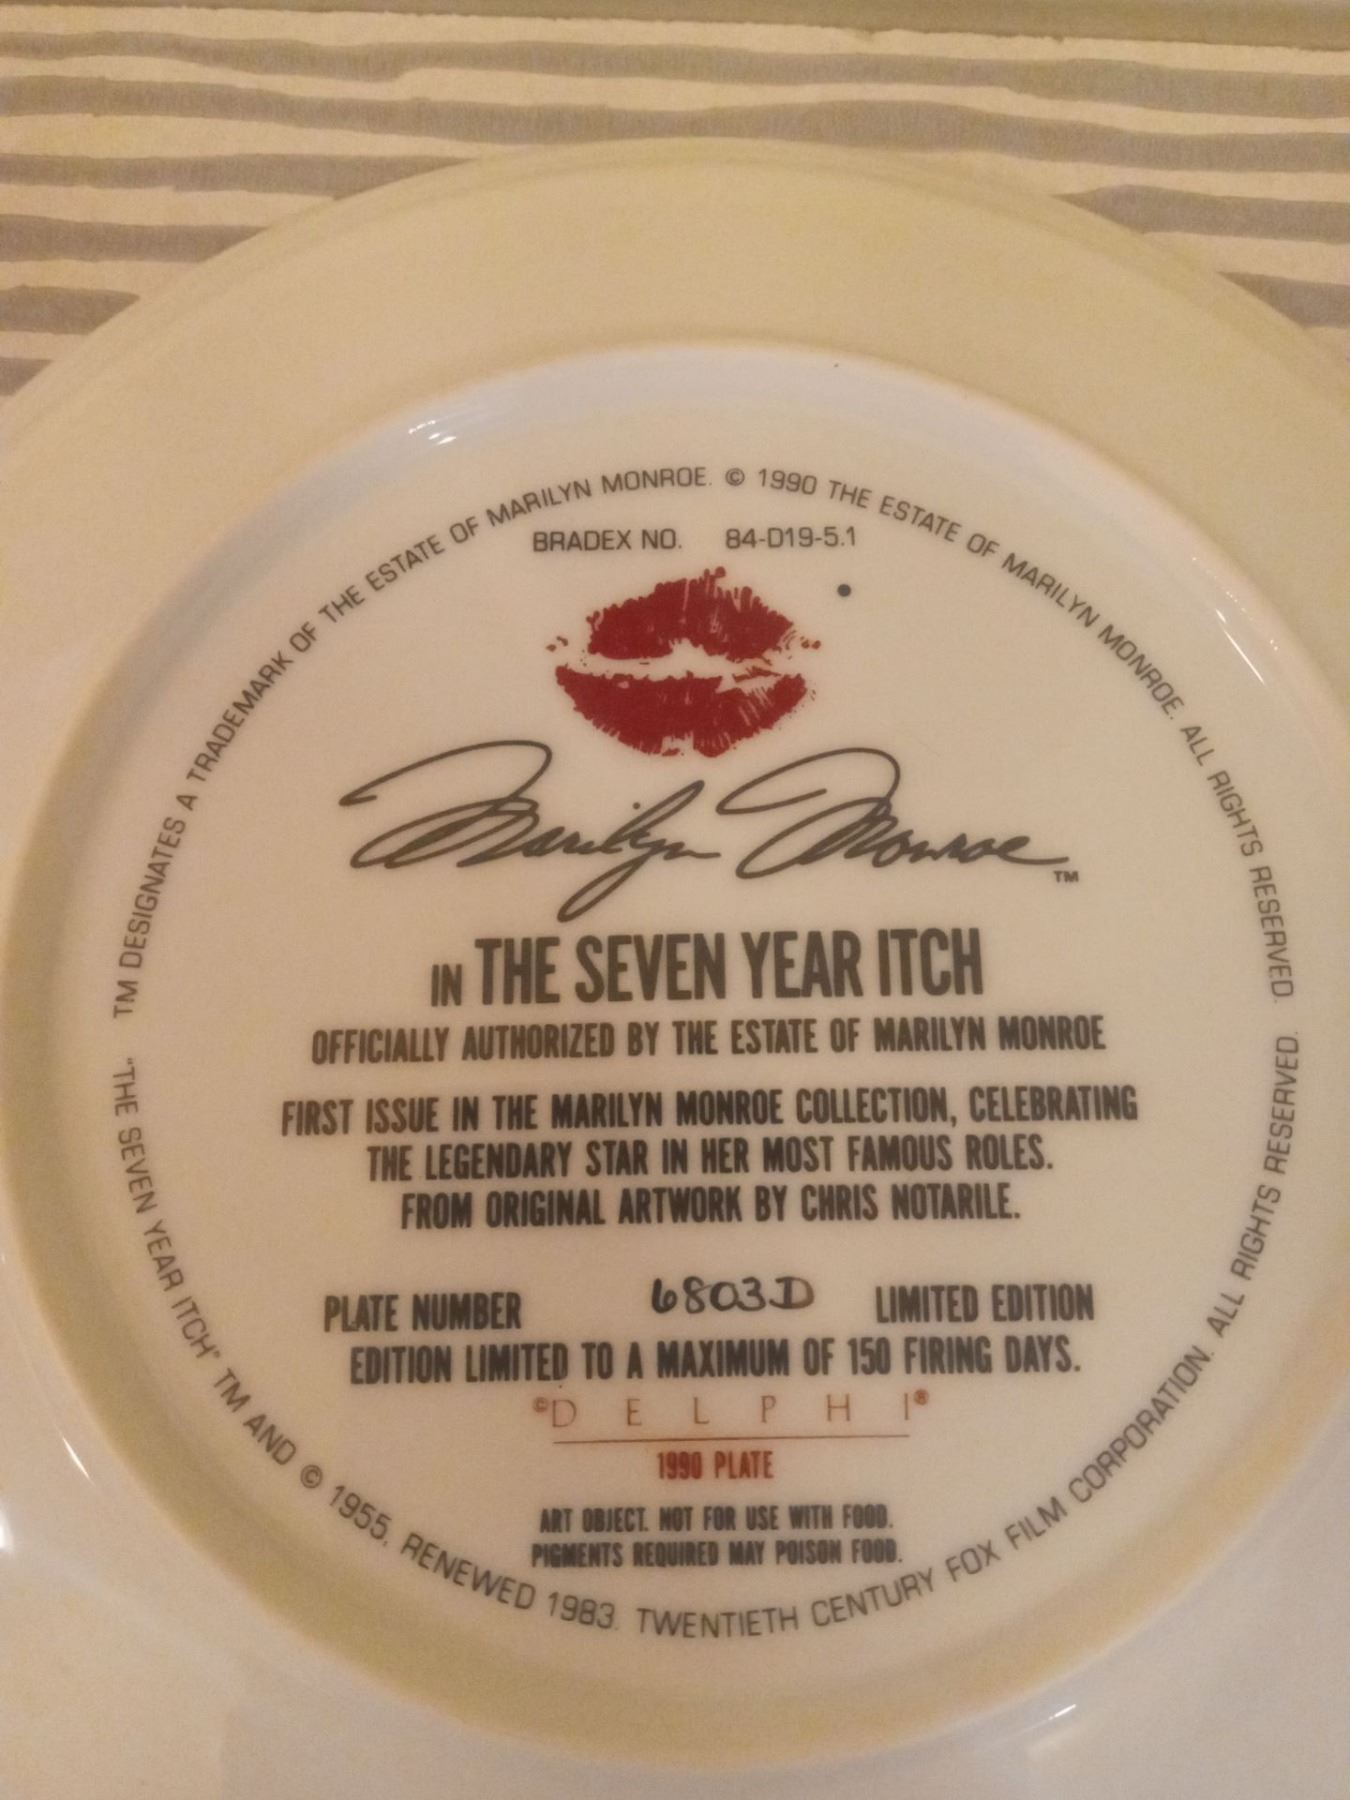 TM DESIGNATES A TRADEMARK OF THE ESTATE OF MARILYN MONROE. © 1990 THE ESTATE OF MARILYN MONROE. ALL RIGHTS RESERVED.
BRADEX NO. 84-D19-5.1
Marilyn Monroe TM
IN THE SEVEN YEAR ITCH
OFFICIALLY AUTHORIZED BY THE ESTATE OF MARILYN MONROE
FIRST ISSUE IN THE MARILYN MONROE COLLECTION, CELEBRATING
THE LEGENDARY STAR IN HER MOST FAMOUS ROLES.
FROM ORIGINAL ARTWORK BY CHRIS NOTARILE.
PLATE NUMBER 6803D LIMITED EDITION
EDITION LIMITED TO A MAXIMUM OF 150 FIRING DAYS.
©DELPHI®
1990 PLATE
ART OBJECT. NOT FOR USE WITH FOOD.
PIGMENTS REQUIRED MAY POISON FOOD.
"THE SEVEN YEAR ITCH" TM AND © 1955, RENEWED 1983. TWENTIETH CENTURY FOX FILM CORPORATION. ALL RIGHTS RESERVED.